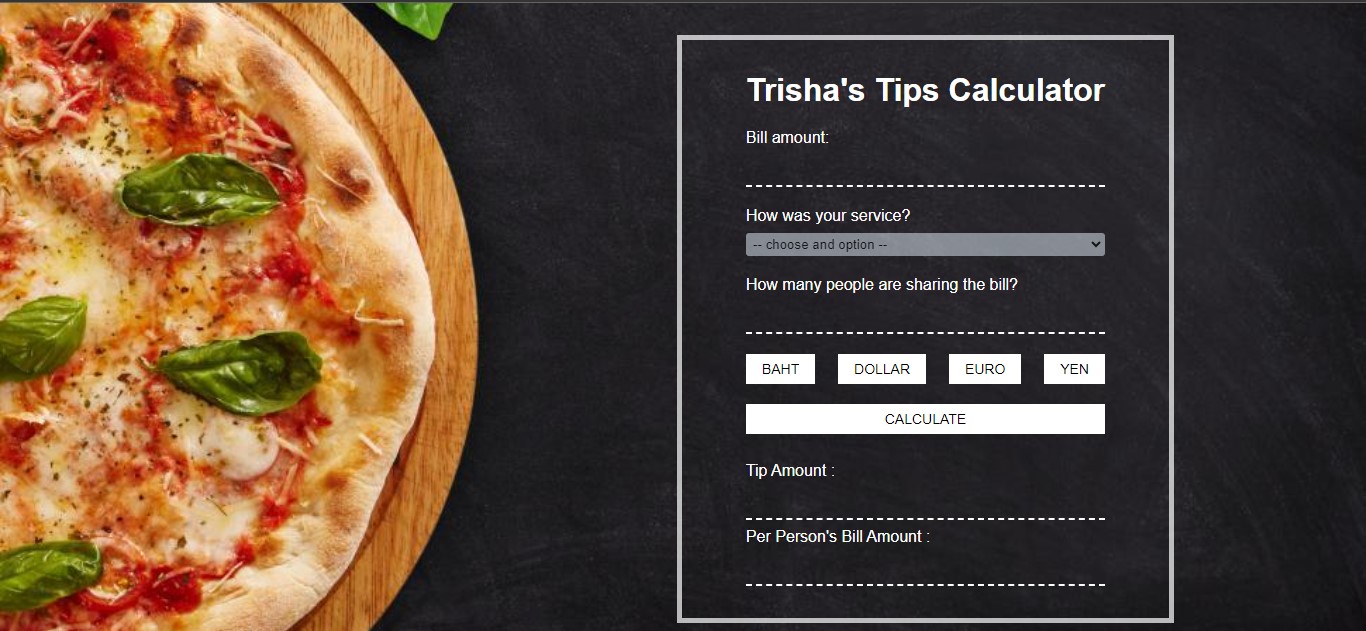 Trisha's Tips Calculator
Bill amount:
How was your service?
-- choose and option --
How many people are sharing the bill?
BAHT DOLLAR EURO YEN
CALCULATE
Tip Amount :
Per Person's Bill Amount :